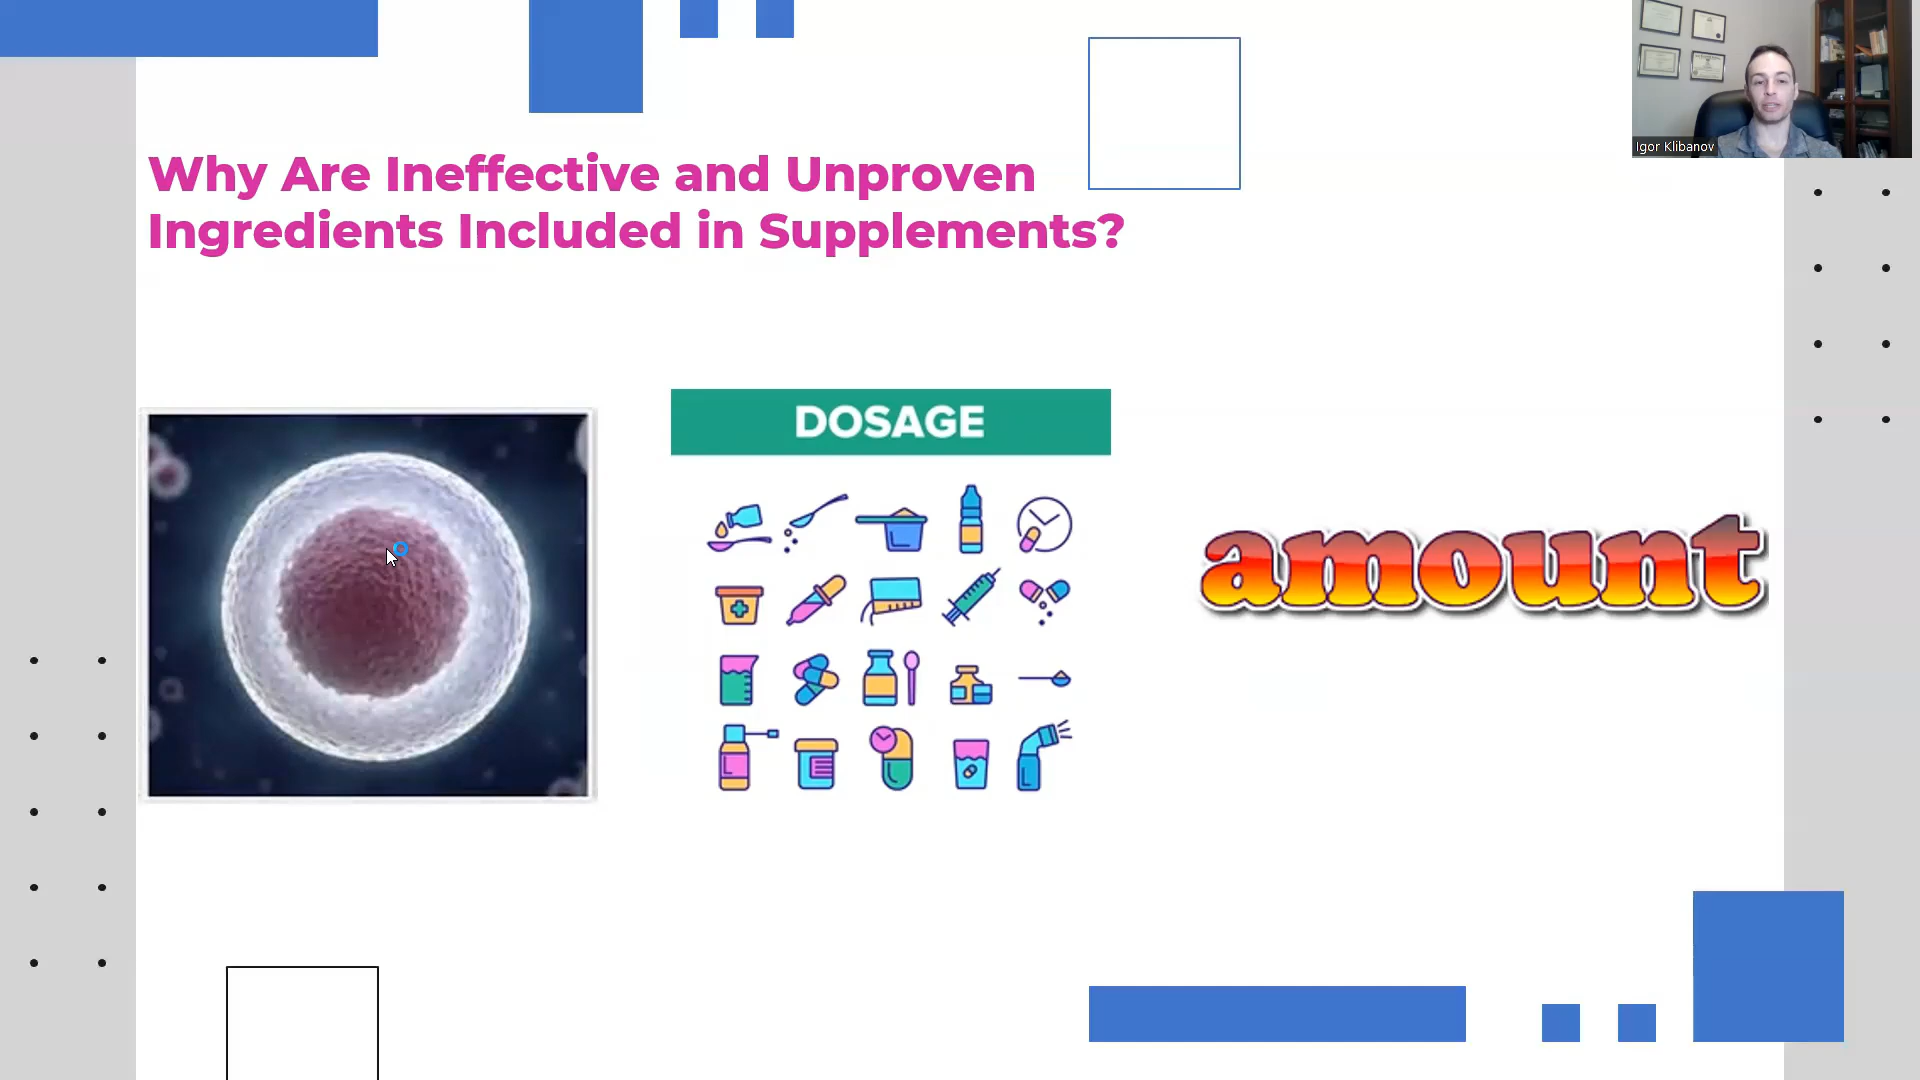 Why Are Ineffective and Unproven
Ingredients Included in Supplements?
Igor Klibanov
DOSAGE
amount